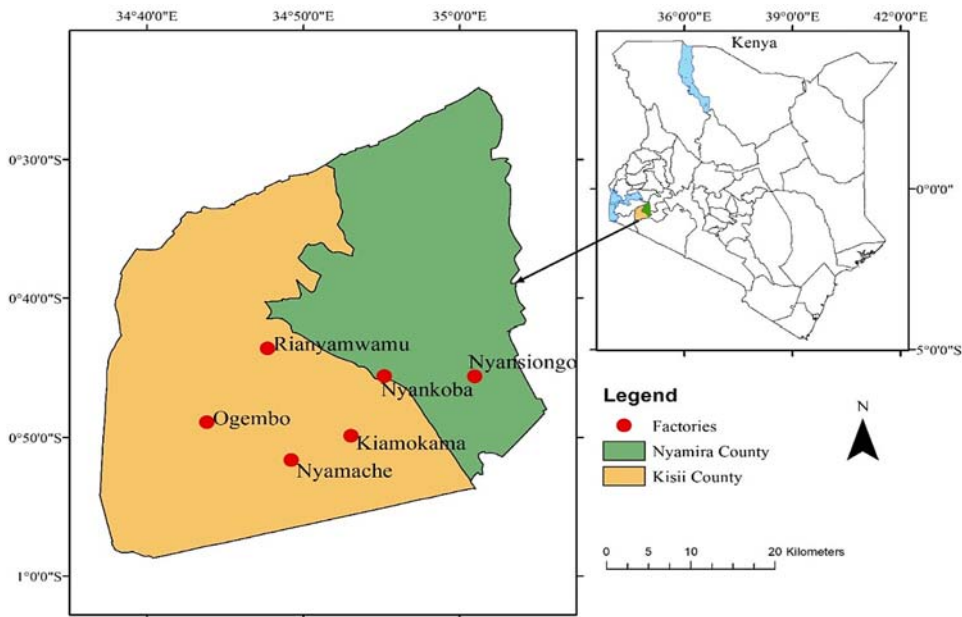 34°40'0"E 34°50'0"E 35°0'0"E
0°30'0"S
0°40'0"S
0°50'0"S
1°0'0"S
Rianyamwamu
Nyansiongo
Nyankoba
Ogembo
Kiamokama
Nyamache
36°0'0"E 39°0'0"E 42°0'0"E
Kenya
0°0'0"
5°0'0"S
Legend
Factories
Nyamira County
Kisii County
N
0 5 10 20 Kilometers